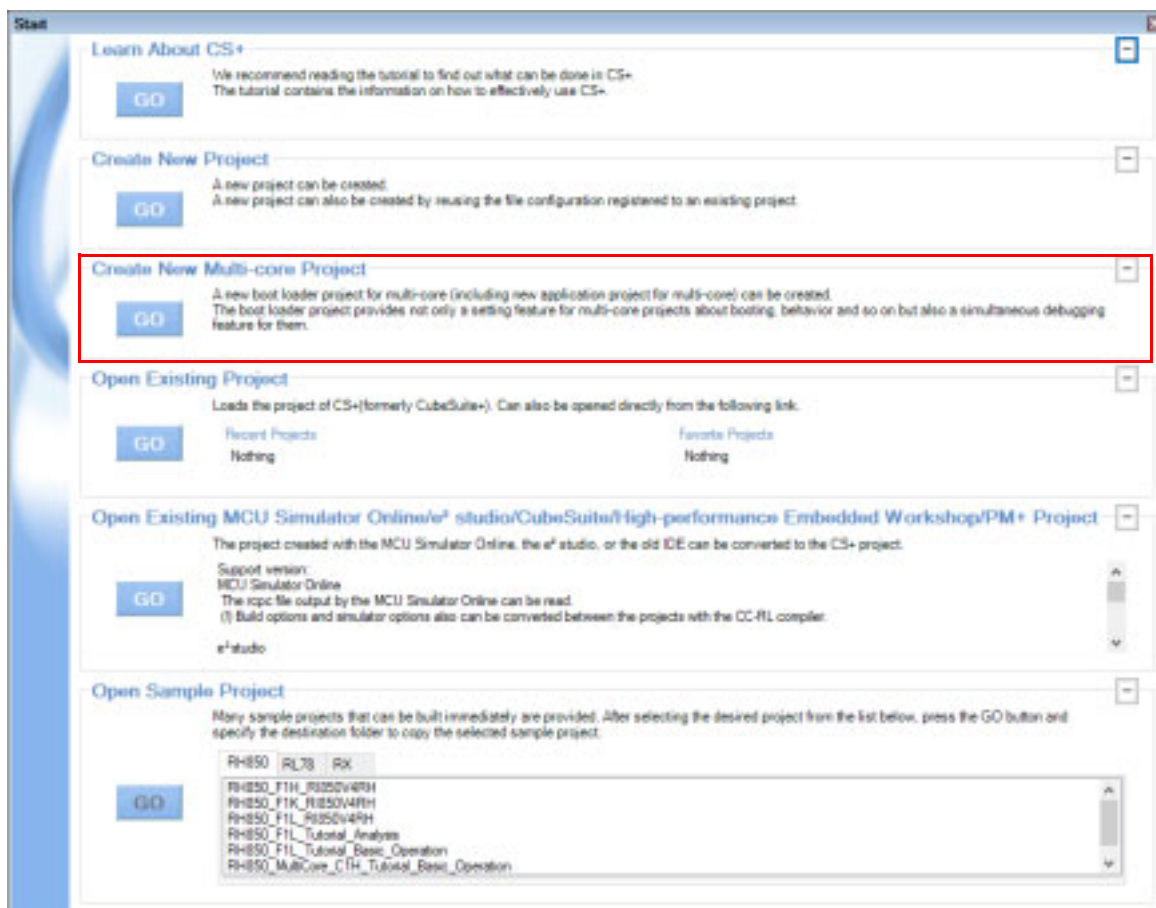 Start
Learn About CS+
We recommend reading the tutorial to find out what can be done in CS+.
GO
The tutorial contains the information on how to effectively use CS+.
Create New Project
A new project can be created.
GO
A new project can also be created by reusing the file configuration registered to an existing project.
Create New Multi-core Project
A new boot loader project for multi-core (including new application project for multi-core) can be created.
GO
The boot loader project provides not only a setting feature for multi-core projects about booting, behavior and so on but also a simultaneous debugging
feature for them.
Open Existing Project
Loads the project of CS+(formerly CubeSuite+). Can also be opened directly from the following link.
GO
Recent Projects
Favorite Projects
Nothing
Nothing
Open Existing MCU Simulator Online/e² studio/CubeSuite/High-performance Embedded Workshop/PM+ Project
The project created with the MCU Simulator Online, the e² studio, or the old IDE can be converted to the CS+ project.
Support version:
MCU Simulator Online
GO
The rcpc file output by the MCU Simulator Online can be read.
(!) Build options and simulator options also can be converted between the projects with the CC-RL compiler.
e² studio
Open Sample Project
Many sample projects that can be built immediately are provided. After selecting the desired project from the list below, press the GO button and
specify the destination folder to copy the selected sample project.
RH850 RL78 RX
GO
RH850_F1H_RI850V4RH
RH850_F1K_RI850V4RH
RH850_F1L_RI850V4RH
RH850_F1L_Tutorial_Analysis
RH850_F1L_Tutorial_Basic_Operation
RH850_MultiCore_C1H_Tutorial_Basic_Operation